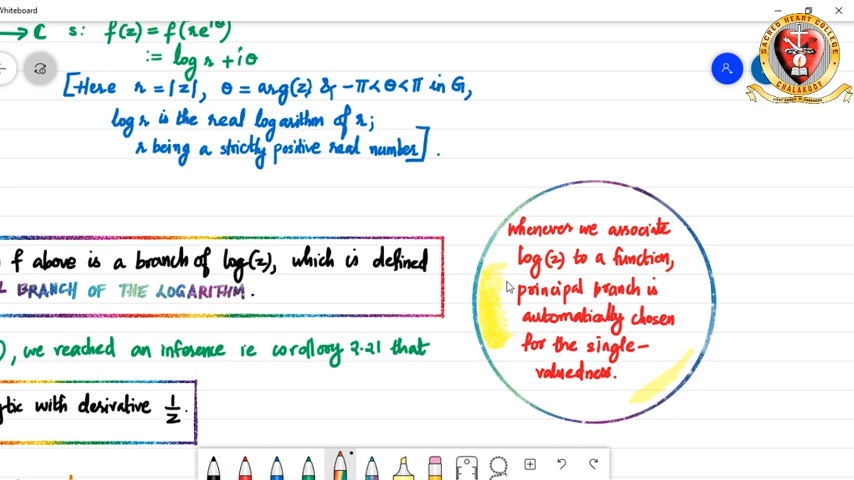 Whiteboard
→ C s: f(z) = f(re^iθ)
:= log r + iθ
[Here r = |z|, θ = arg(z) & -π < θ < π in G,
log r is the real logarithm of r;
r being a strictly positive real number].
f above is a branch of log(z), which is defined
BRANCH OF THE LOGARITHM.
), we reached an inference ie corollory 2.21 that
tic with derivative 1/z.
Whenever we associate
log(z) to a function,
principal branch is
automatically chosen
for the single-
valuedness.
SACRED HEART COLLEGE
CHALAKUDY